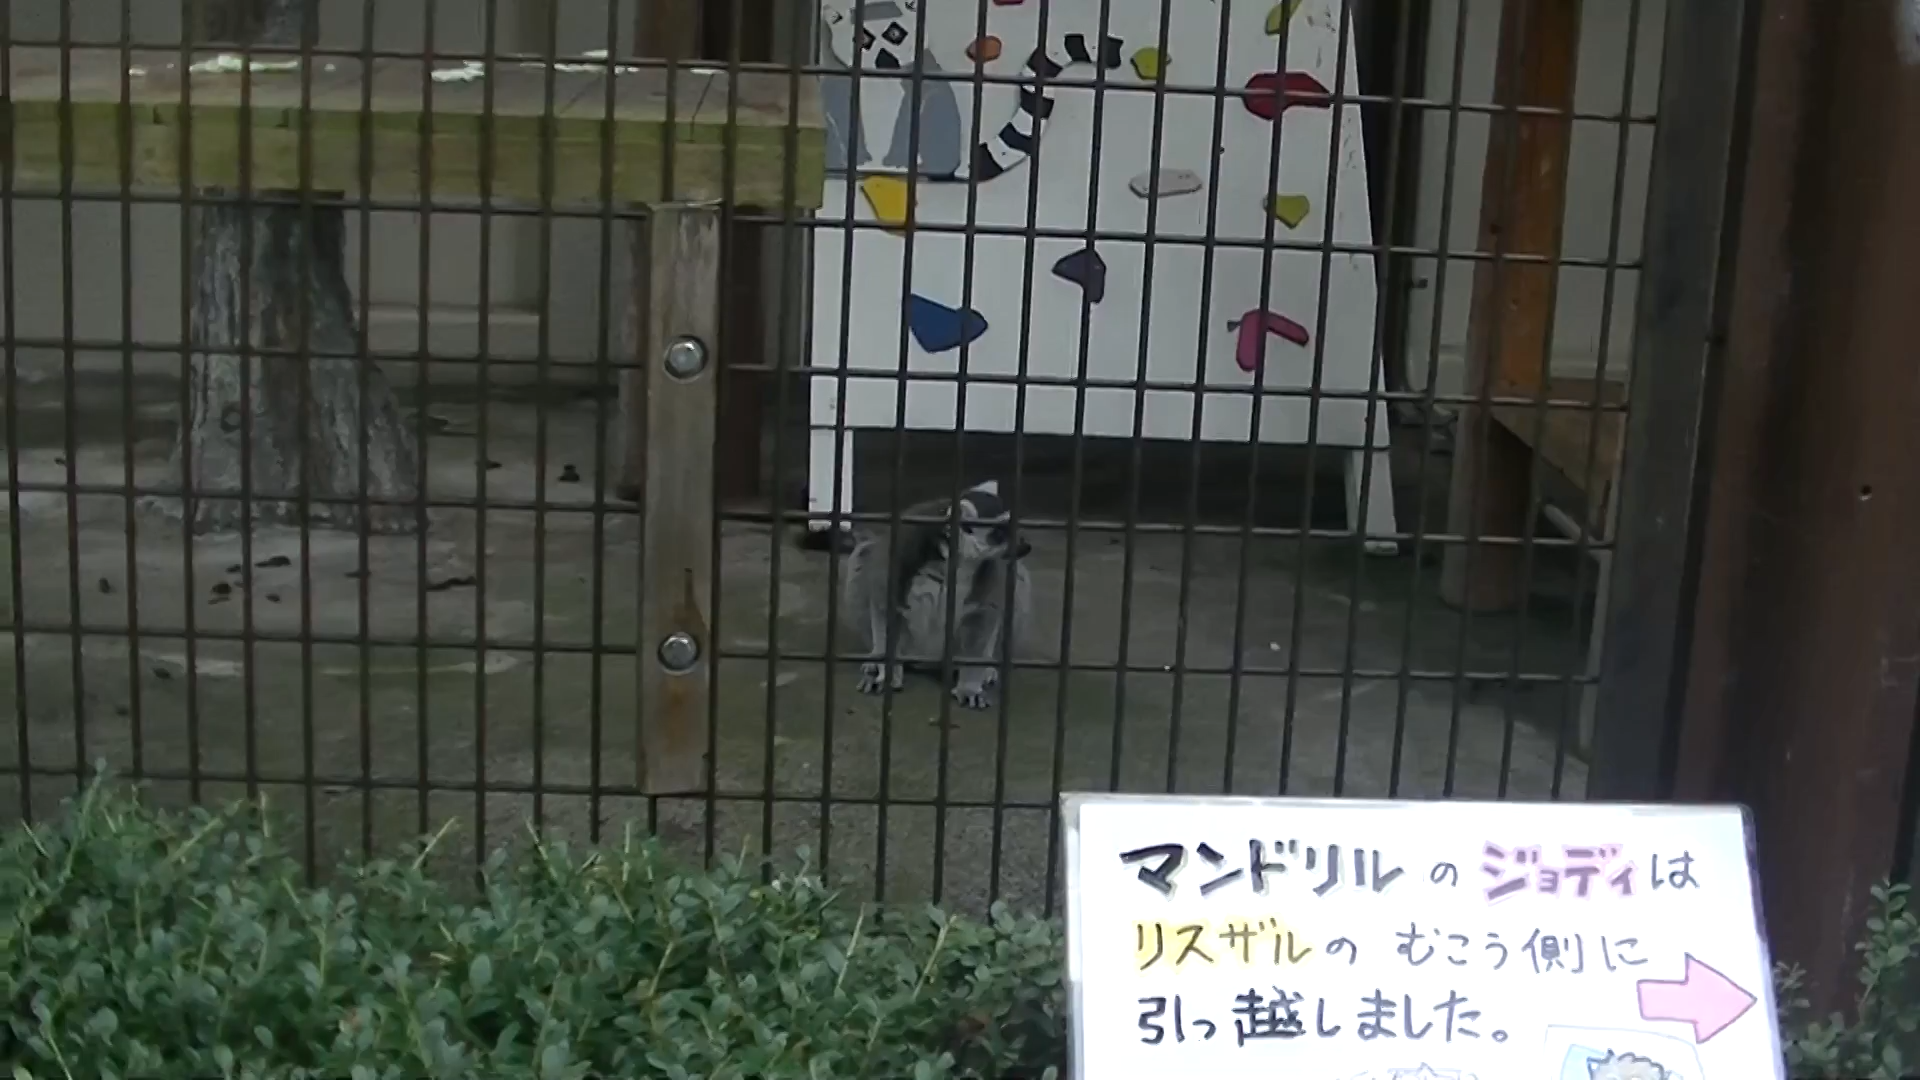 マンドリルのジョディは
リスザルのむこう側に
引っ越しました。